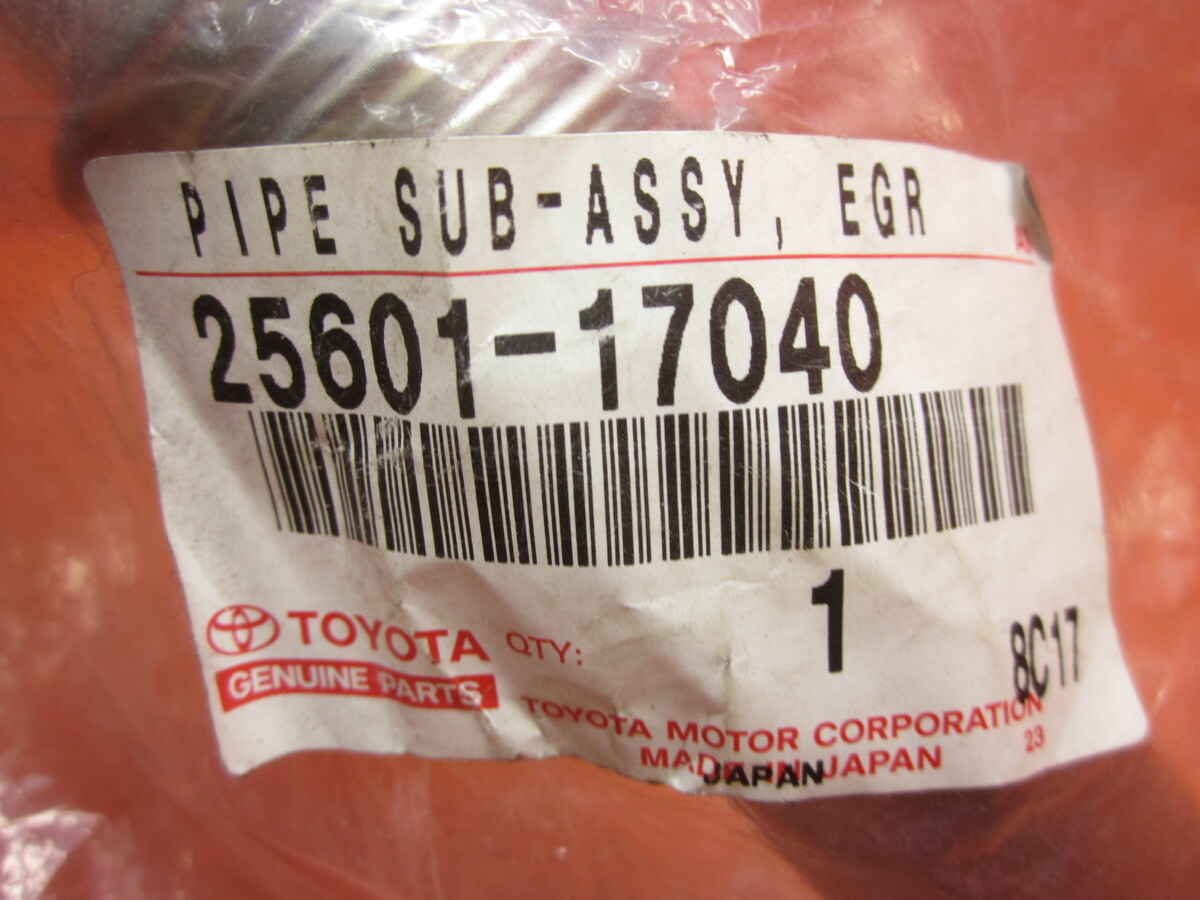 PIPE SUB-ASSY, EGR
25601-17040
1
TOYOTA QTY:
GENUINE PARTS
8C17
TOYOTA MOTOR CORPORATION
MADE IN JAPAN 23
JAPAN